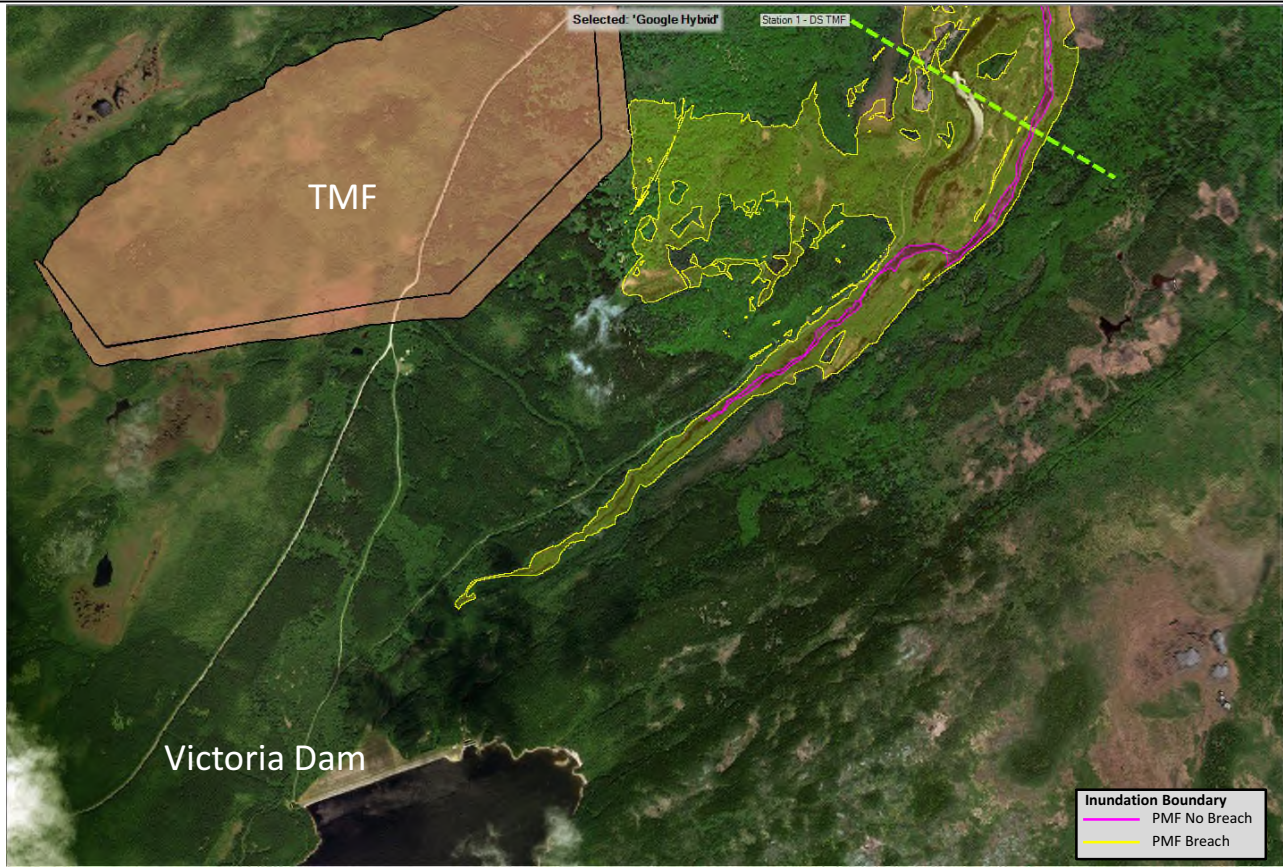 Selected: 'Google Hybrid'
Station 1 - DS TMF
TMF
Victoria Dam
Inundation Boundary
PMF No Breach
PMF Breach